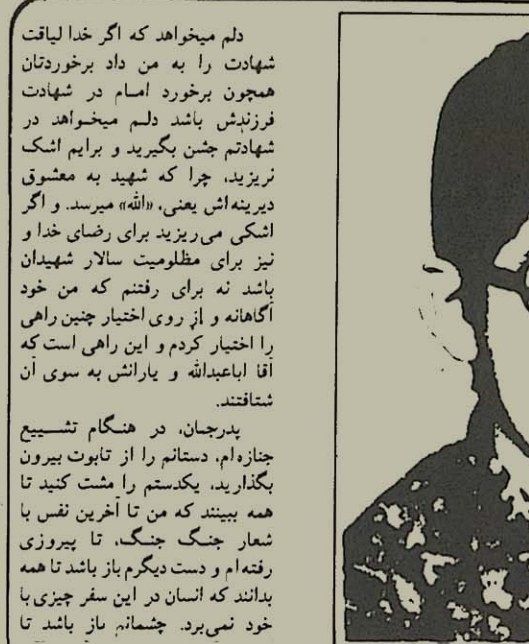 دلم میخواهد که اگر خدا لیاقت
شهادت را به من داد برخوردتان
همچون برخورد امام در شهادت
فرزندش باشد دلم میخواهد در
شهادتم جشن بگیرید و برایم اشک
نریزید، چرا که شهید به معشوق
دیرینه‌اش یعنی، «الله» میرسد. و اگر
اشکی می‌ریزید برای رضای خدا و
نیز برای مظلومیت سالار شهیدان
باشد نه برای رفتنم که من خود
آگاهانه و از روی اختیار چنین راهی
را اختیار کردم و این راهی است که
آقا اباعبدالله و یارانش به سوی آن
شتافتند.
پدرجان، در هنگام تشییع
جنازه‌ام، دستانم را از تابوت بیرون
بگذارید، یکدستم را مشت کنید تا
همه ببینند که من تا آخرین نفس با
شعار جنگ جنگ، تا پیروزی
رفته‌ام و دست دیگرم باز باشد تا همه
بدانند که انسان در این سفر چیزی با
خود نمی‌برد. چشمانم باز باشد تا